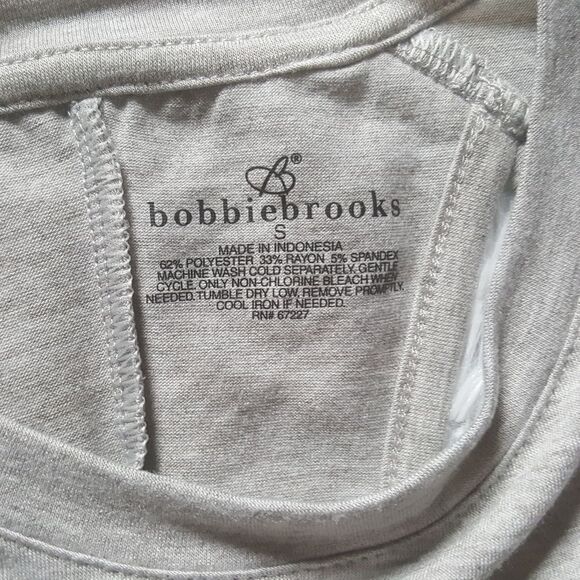 B®
bobbiebrooks
S
MADE IN INDONESIA
62% POLYESTER 33% RAYON 5% SPANDEX
MACHINE WASH COLD SEPARATELY, GENTLE
CYCLE. ONLY NON-CHLORINE BLEACH WHEN
NEEDED. TUMBLE DRY LOW, REMOVE PROMPTLY.
COOL IRON IF NEEDED.
RN# 67227